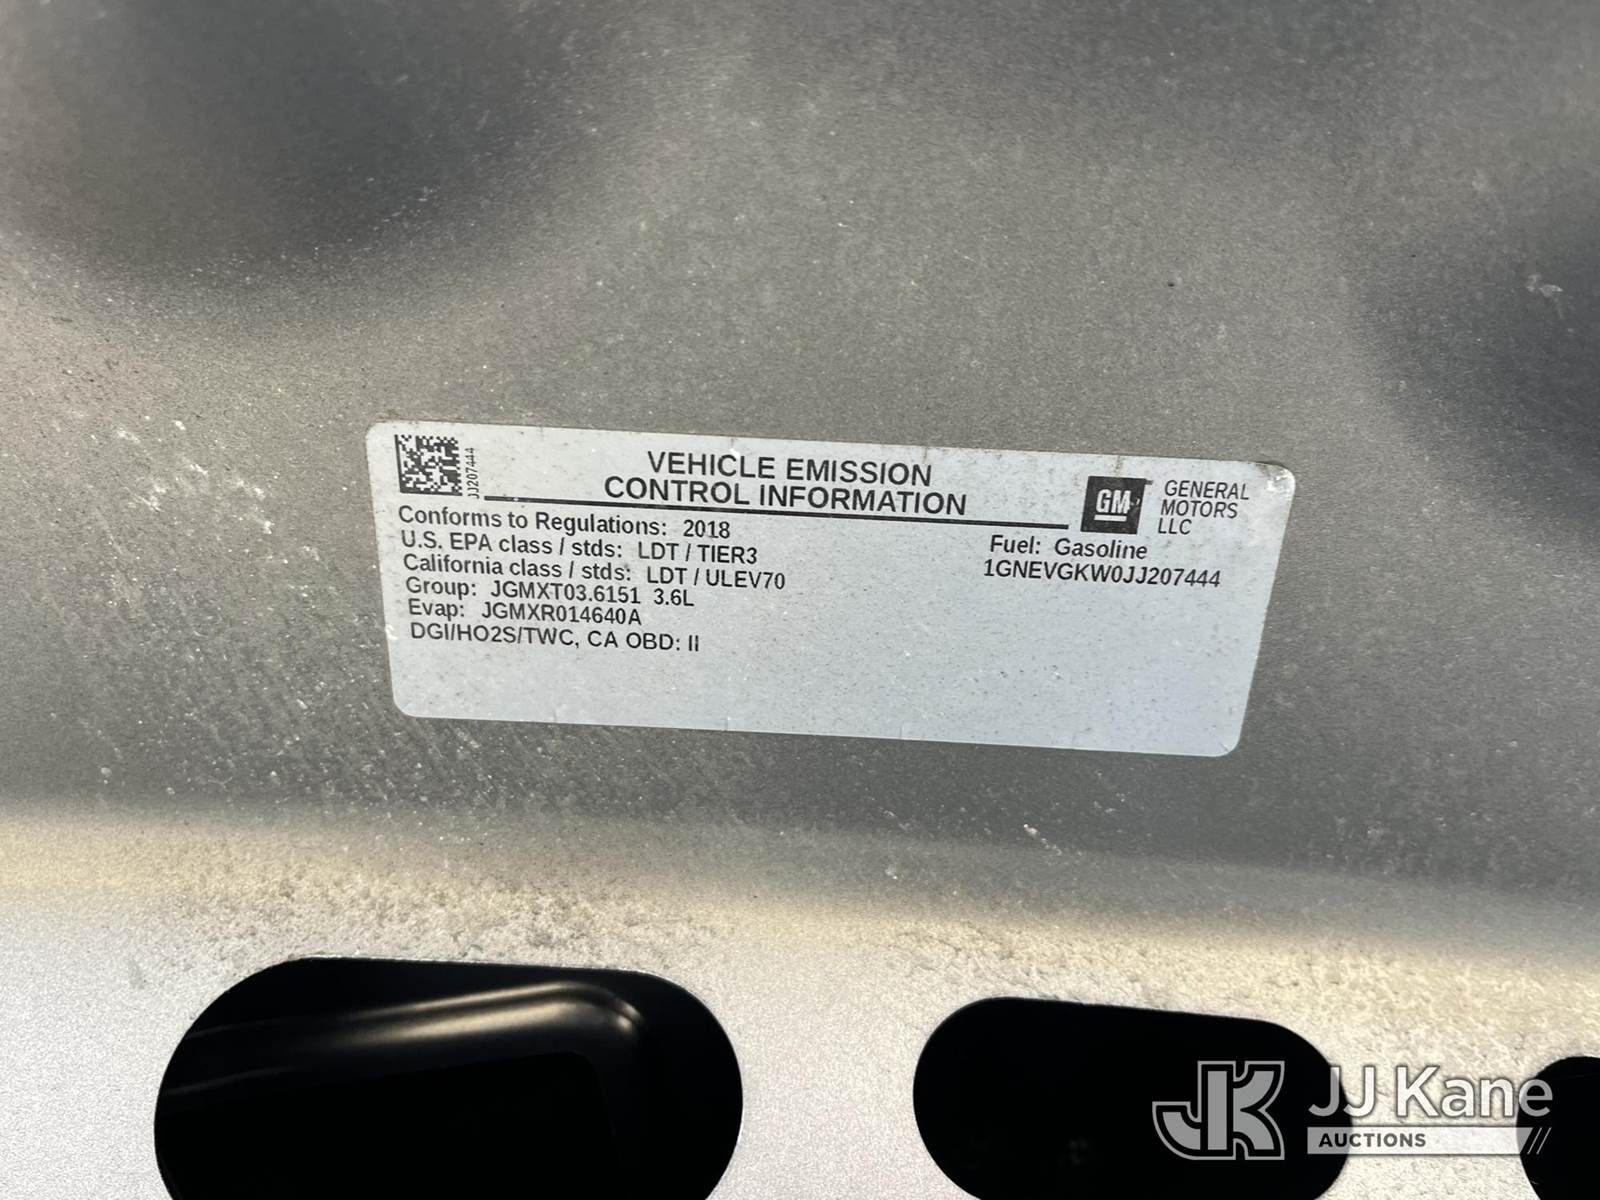 JJ207444
VEHICLE EMISSION
CONTROL INFORMATION
GM
GENERAL
MOTORS
LLC
Conforms to Regulations: 2018
U.S. EPA class / stds: LDT / TIER3
California class / stds: LDT / ULEV70
Group: JGMXT03.6151 3.6L
Evap: JGMXR014640A
DGI/HO2S/TWC, CA OBD: II
Fuel: Gasoline
1GNEVGKW0JJ207444
JK
JJ Kane
AUCTIONS